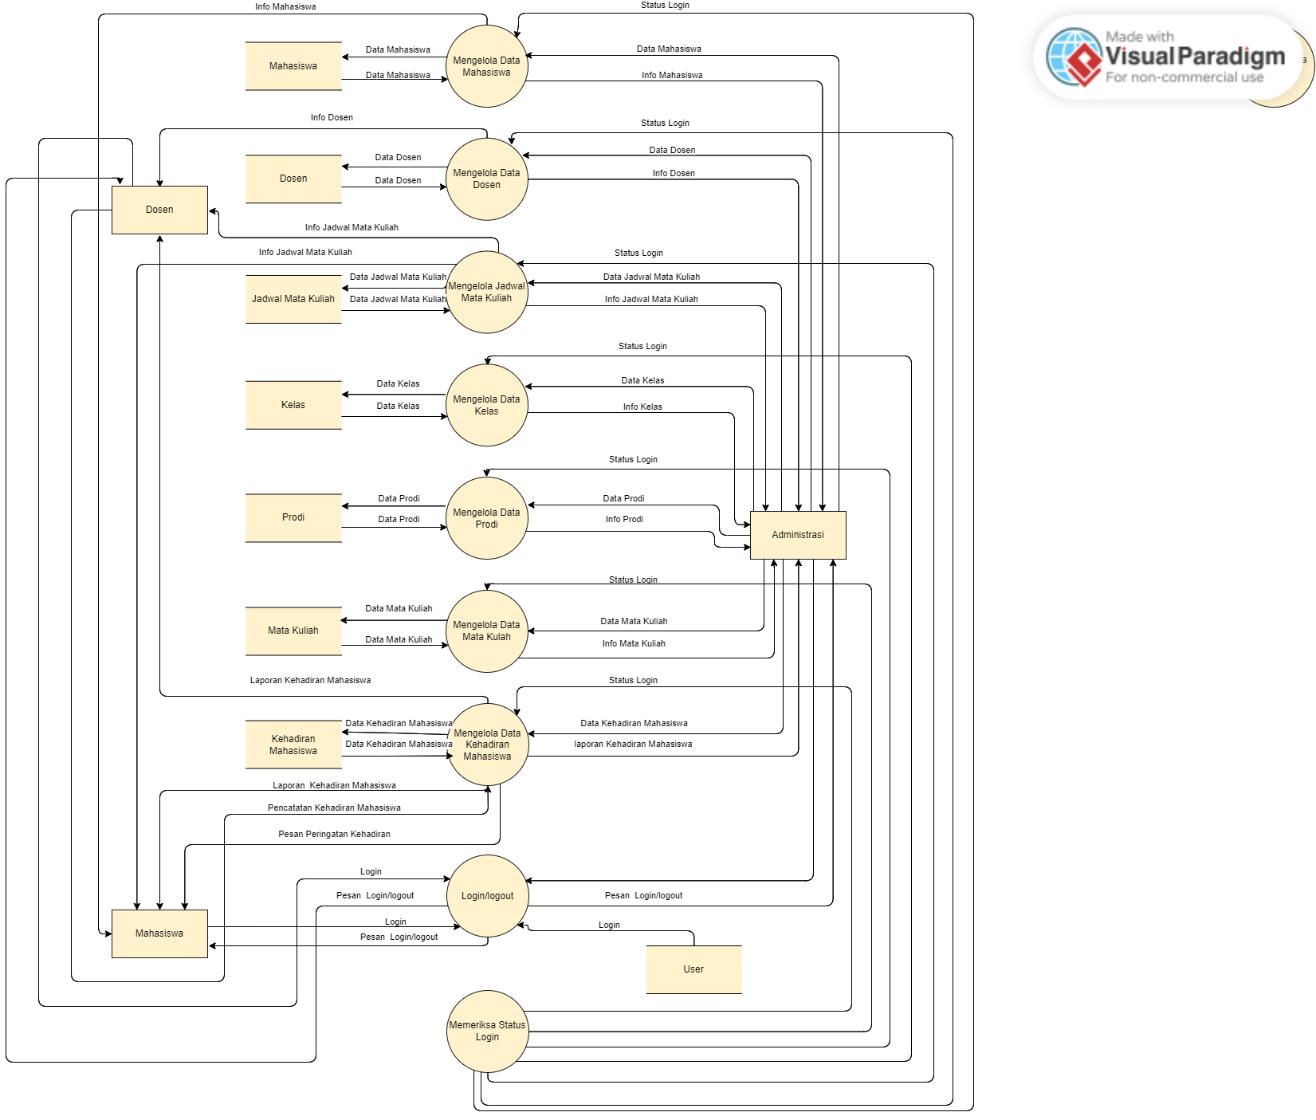 Info Mahasiswa
Status Login
Made with
Visual Paradigm
For non-commercial use
a
Mahasiswa
Data Mahasiswa
Data Mahasiswa
Mengelola Data
Mahasiswa
Data Mahasiswa
Info Mahasiswa
Info Dosen
Status Login
Dosen
Data Dosen
Data Dosen
Mengelola Data
Dosen
Data Dosen
Info Dosen
Dosen
Info Jadwal Mata Kuliah
Info Jadwal Mata Kuliah
Status Login
Jadwal Mata Kuliah
Data Jadwal Mata Kuliah
Data Jadwal Mata Kuliah
Mengelola Jadwal
Mata Kuliah
Data Jadwal Mata Kuliah
Info Jadwal Mata Kuliah
Status Login
Kelas
Data Kelas
Data Kelas
Mengelola Data
Kelas
Data Kelas
Info Kelas
Status Login
Prodi
Data Prodi
Data Prodi
Mengelola Data
Prodi
Data Prodi
Info Prodi
Administrasi
Status Login
Mata Kuliah
Data Mata Kuliah
Data Mata Kuliah
Mengelola Data
Mata Kulah
Data Mata Kuliah
Info Mata Kuliah
Laporan Kehadiran Mahasiswa
Status Login
Kehadiran
Mahasiswa
Data Kehadiran Mahasiswa
Data Kehadiran Mahasiswa
Mengelola Data
Kehadiran
Mahasiswa
Data Kehadiran Mahasiswa
laporan Kehadiran Mahasiswa
Laporan  Kehadiran Mahasiswa
Pencatatan Kehadiran Mahasiswa
Pesan Peringatan Kehadiran
Login
Pesan  Login/logout
Login/logout
Pesan  Login/logout
Mahasiswa
Login
Pesan  Login/logout
Login
User
Memeriksa Status
Login